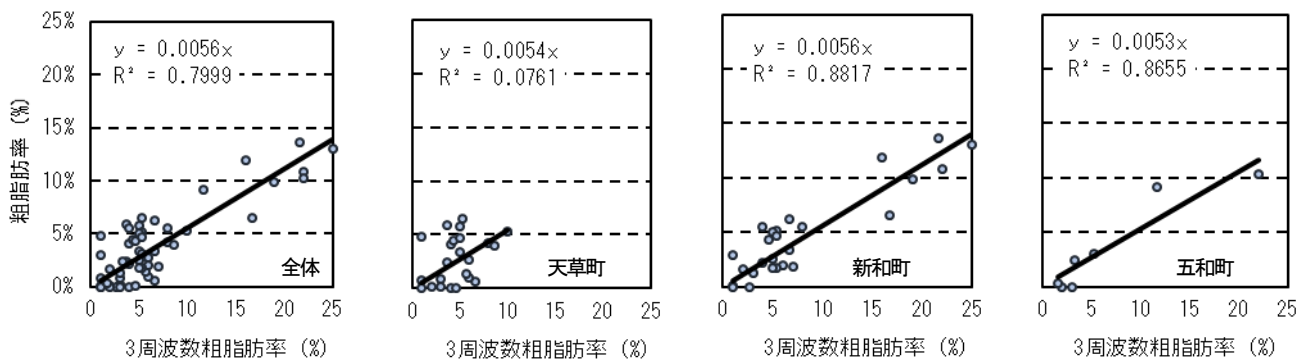 25%
20%
15%
10%
5%
0%
粗脂肪率 (%)
y = 0.0056x
R² = 0.7999
全体
0 5 10 15 20 25
3周波数粗脂肪率 (%)
y = 0.0054x
R² = 0.0761
天草町
0 5 10 15 20 25
3周波数粗脂肪率 (%)
y = 0.0056x
R² = 0.8817
新和町
0 5 10 15 20 25
3周波数粗脂肪率 (%)
y = 0.0053x
R² = 0.8655
五和町
0 5 10 15 20 25
3周波数粗脂肪率 (%)